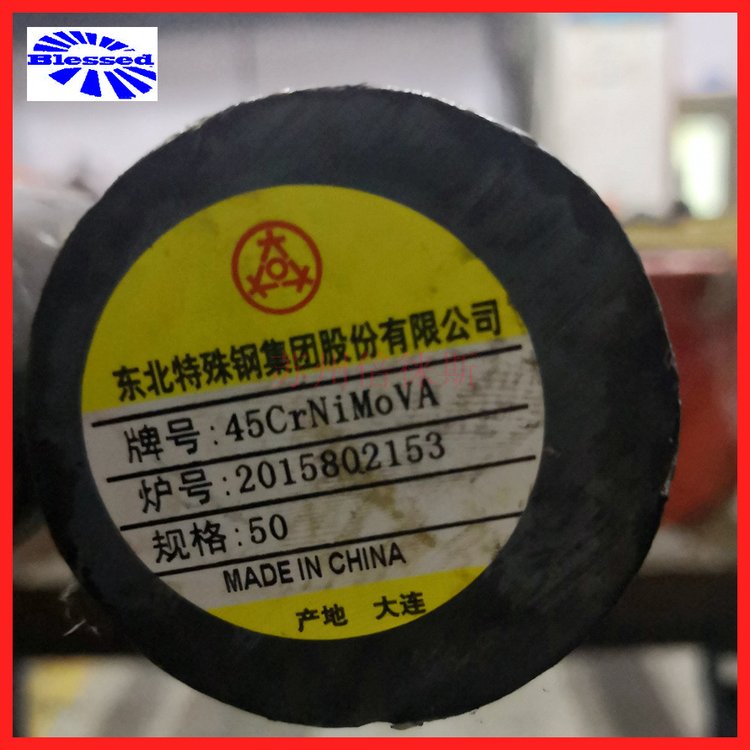 Blessed
东北特殊钢集团股份有限公司
牌号:45CrNiMoVA
炉号:2015802153
规格:50
MADE IN CHINA
产地 大连